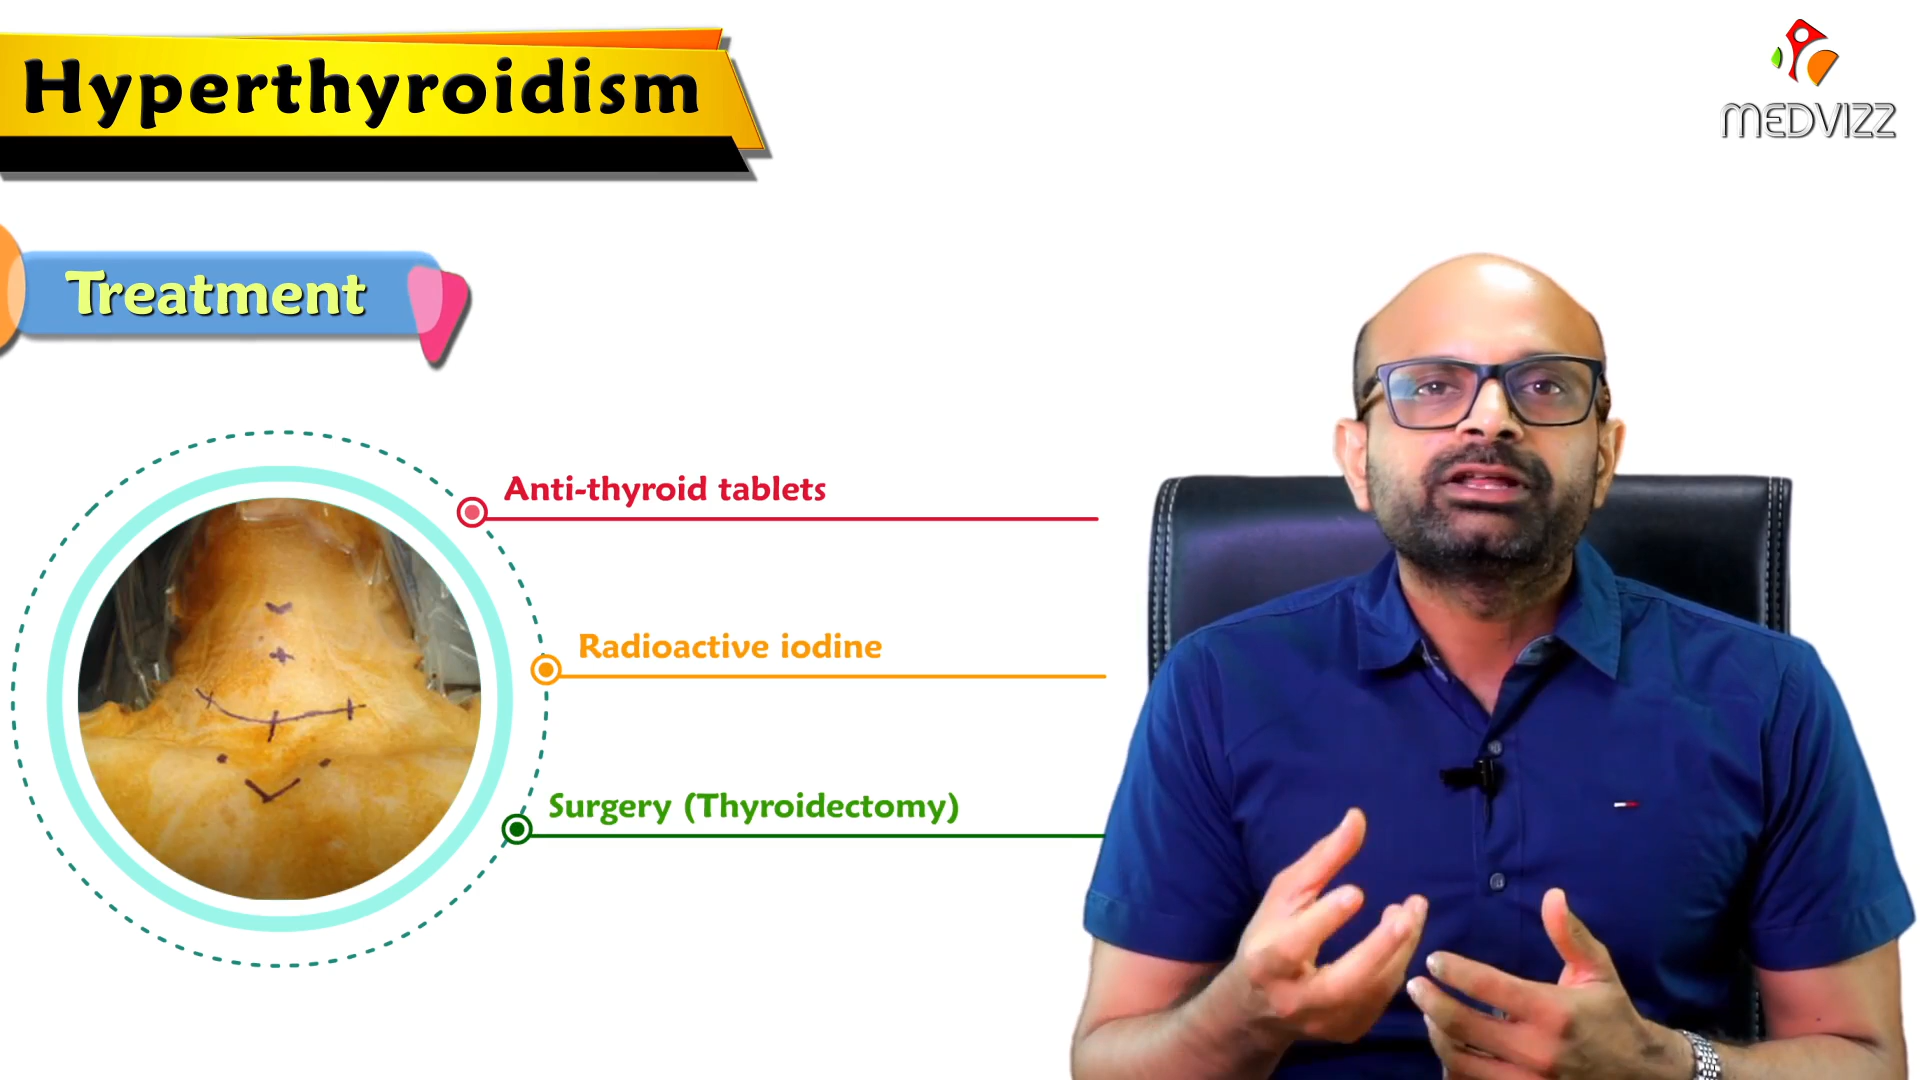 Hyperthyroidism
MEDVIZZ
Treatment
Anti-thyroid tablets
Radioactive iodine
Surgery (Thyroidectomy)